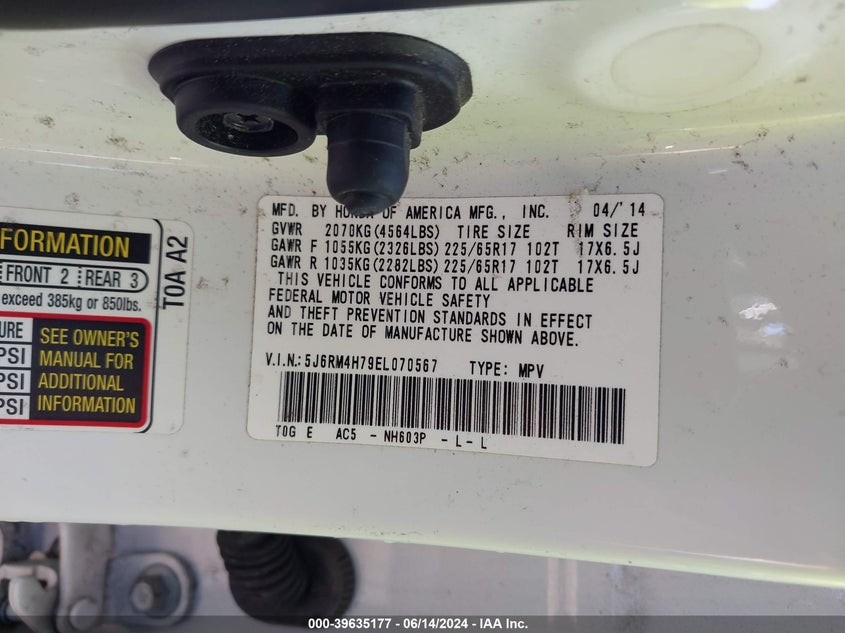 FORMATION
FRONT 2 REAR 3
exceed 385kg or 850lbs.
URE
PSI
PSI
PSI
SEE OWNER'S
MANUAL FOR
ADDITIONAL
INFORMATION
T0A A2
MFD. BY HONDA OF AMERICA MFG., INC. 04/'14
GVWR 2070KG(4564LBS) TIRE SIZE RIM SIZE
GAWR F 1055KG(2326LBS) 225/65R17 102T 17X6.5J
GAWR R 1035KG(2282LBS) 225/65R17 102T 17X6.5J
THIS VEHICLE CONFORMS TO ALL APPLICABLE
FEDERAL MOTOR VEHICLE SAFETY
AND THEFT PREVENTION STANDARDS IN EFFECT
ON THE DATE OF MANUFACTURE SHOWN ABOVE.
V.I.N.: 5J6RM4H79EL070567 TYPE: MPV
T0G E AC5 - NH603P - L- L
000-39635177 - 06/14/2024 - IAA Inc.